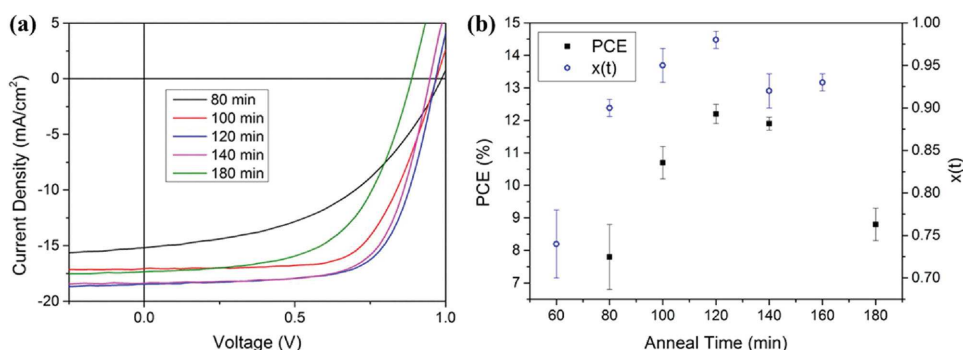 (a)
5
0
-5
-10
-15
-20
Current Density (mA/cm²)
80 min
100 min
120 min
140 min
180 min
0.0
0.5
1.0
Voltage (V)
(b)
15
14
13
12
11
10
9
8
7
PCE (%)
PCE
x(t)
1.00
0.95
0.90
0.85
0.80
0.75
0.70
x(t)
60
80
100
120
140
160
180
Anneal Time (min)